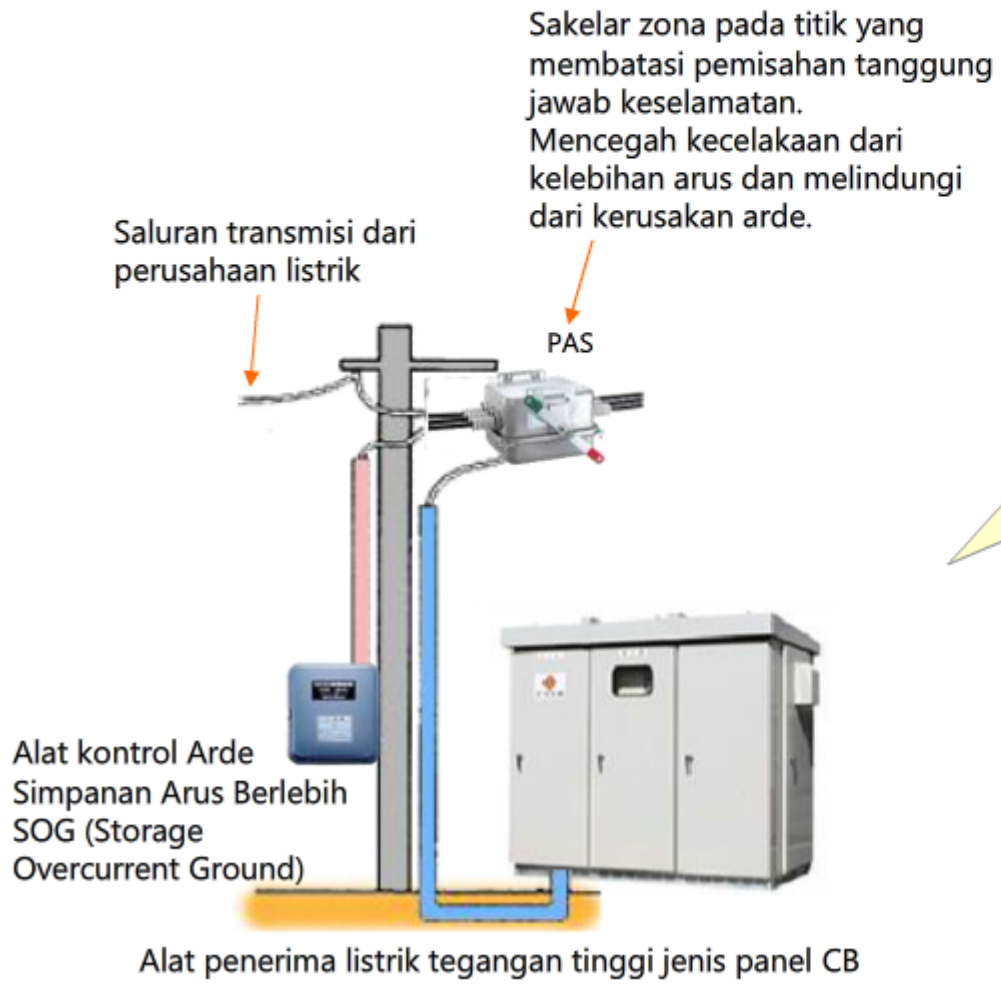 Sakelar zona pada titik yang
membatasi pemisahan tanggung
jawab keselamatan.
Mencegah kecelakaan dari
kelebihan arus dan melindungi
dari kerusakan arde.
Saluran transmisi dari
perusahaan listrik
PAS
Alat kontrol Arde
Simpanan Arus Berlebih
SOG (Storage
Overcurrent Ground)
Alat penerima listrik tegangan tinggi jenis panel CB